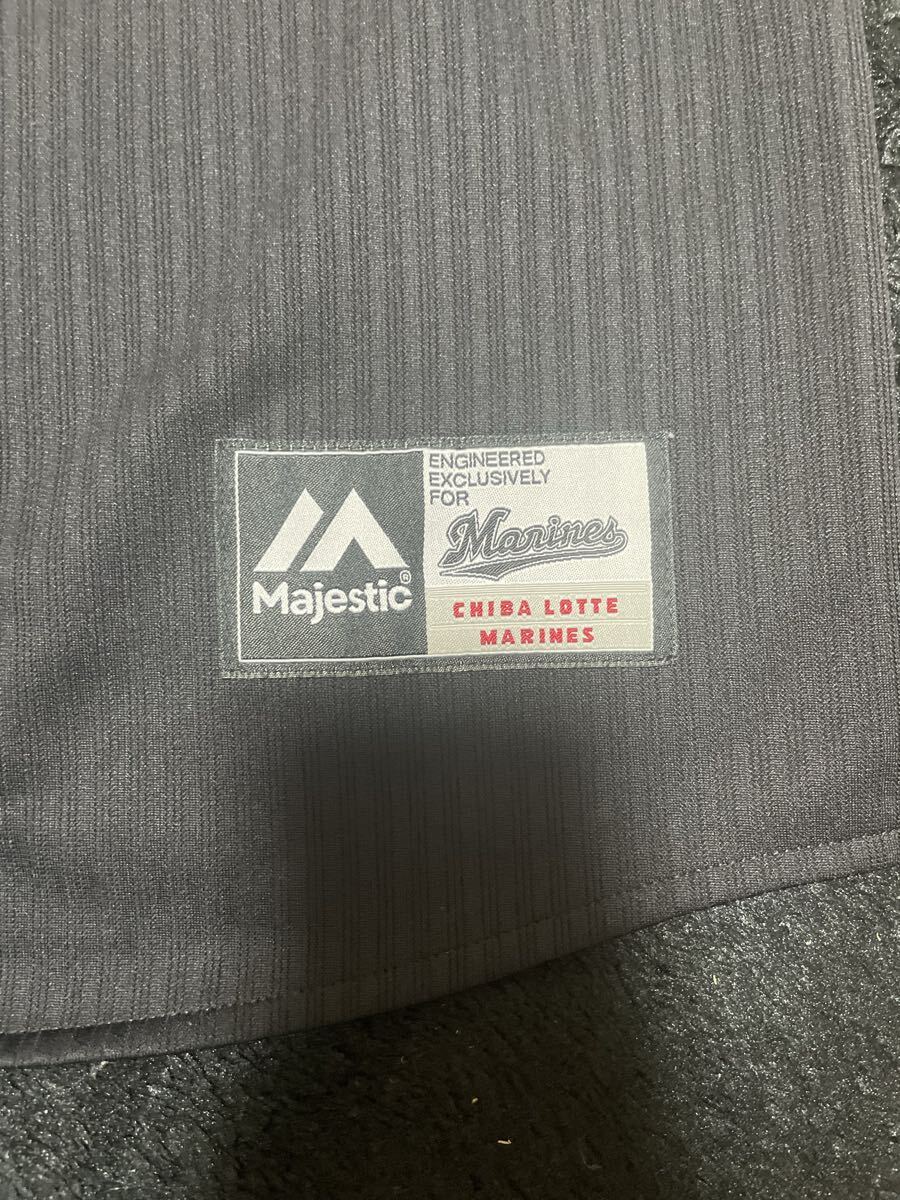 Majestic®
ENGINEERED
EXCLUSIVELY
FOR
Marines
CHIBA LOTTE
MARINES